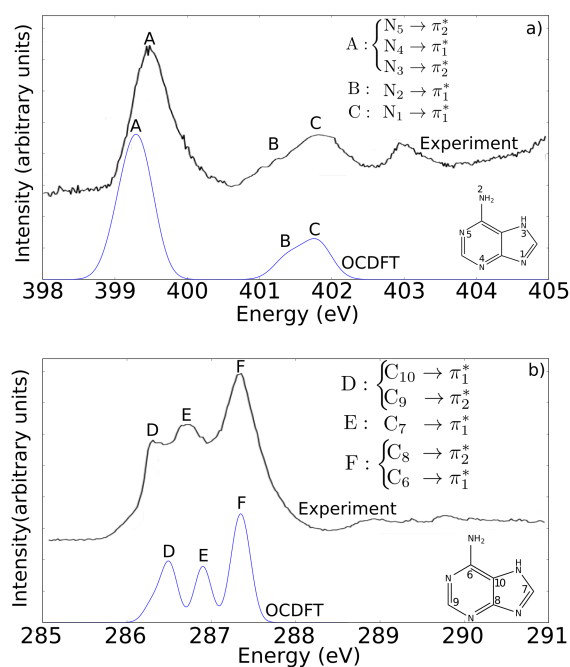 a)
A
A : { N₅ → π₂*
N₄ → π₁*
N₃ → π₂*
B : N₂ → π₁*
C : N₁ → π₁*
Experiment
B
C
A
B
C
OCDFT
2
NH₂
N 5
H
N 3
N 4
1 N
Intensity (arbitrary units)
398 399 400 401 402 403 404 405
Energy (eV)
b)
D : { C₁₀ → π₁*
C₉ → π₂*
E : C₇ → π₁*
F : { C₈ → π₂*
C₆ → π₁*
D
E
F
Experiment
D
E
F
OCDFT
NH₂
6
H
N
N
10
7
9
8
N
N
Intensity(arbitrary units)
285 286 287 288 289 290 291
Energy (eV)